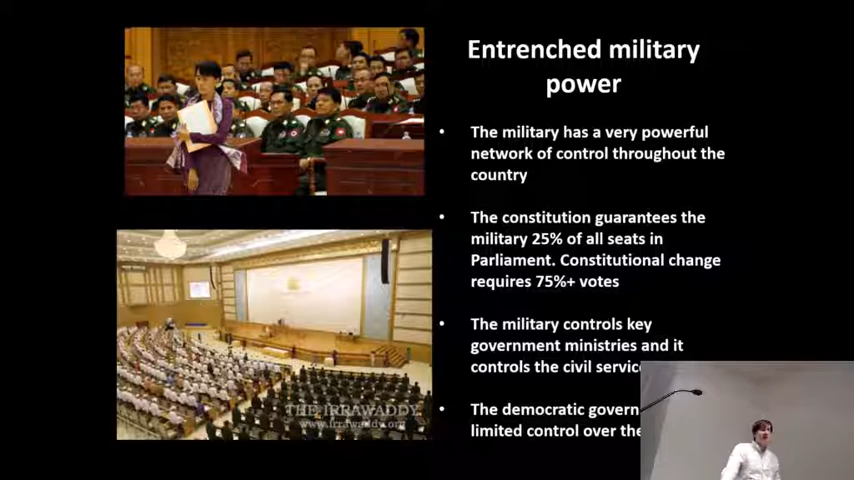 Entrenched military
power
• The military has a very powerful
network of control throughout the
country
• The constitution guarantees the
military 25% of all seats in
Parliament. Constitutional change
requires 75%+ votes
• The military controls key
government ministries and it
controls the civil servic
• The democratic govern
limited control over the
THE IRRAWADDY
www.irrawaddy.org